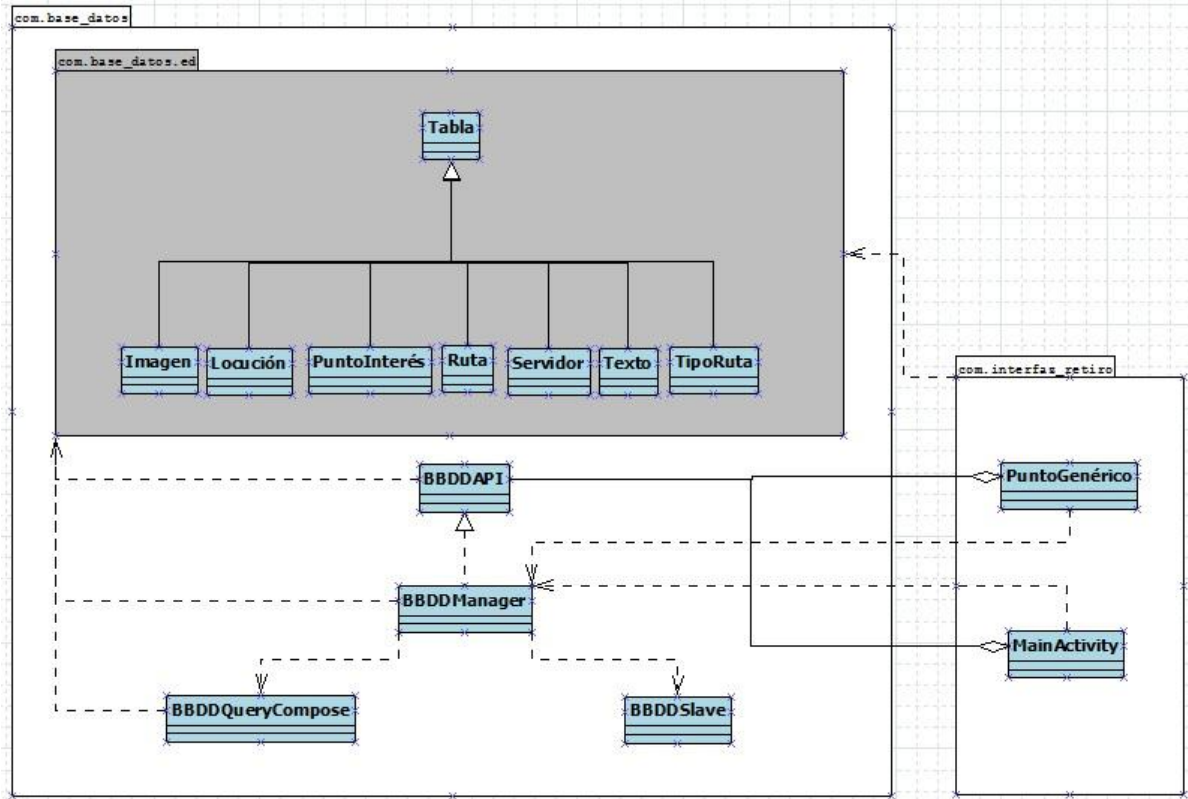 com.base_datos
com.base_datos.ed
Tabla
Imagen
Locución
PuntoInterés
Ruta
Servidor
Texto
TipoRuta
com.interfaz_retiro
BBDDAPI
PuntoGenérico
BBDDManager
MainActivity
BBDDQueryCompose
BBDDSlave